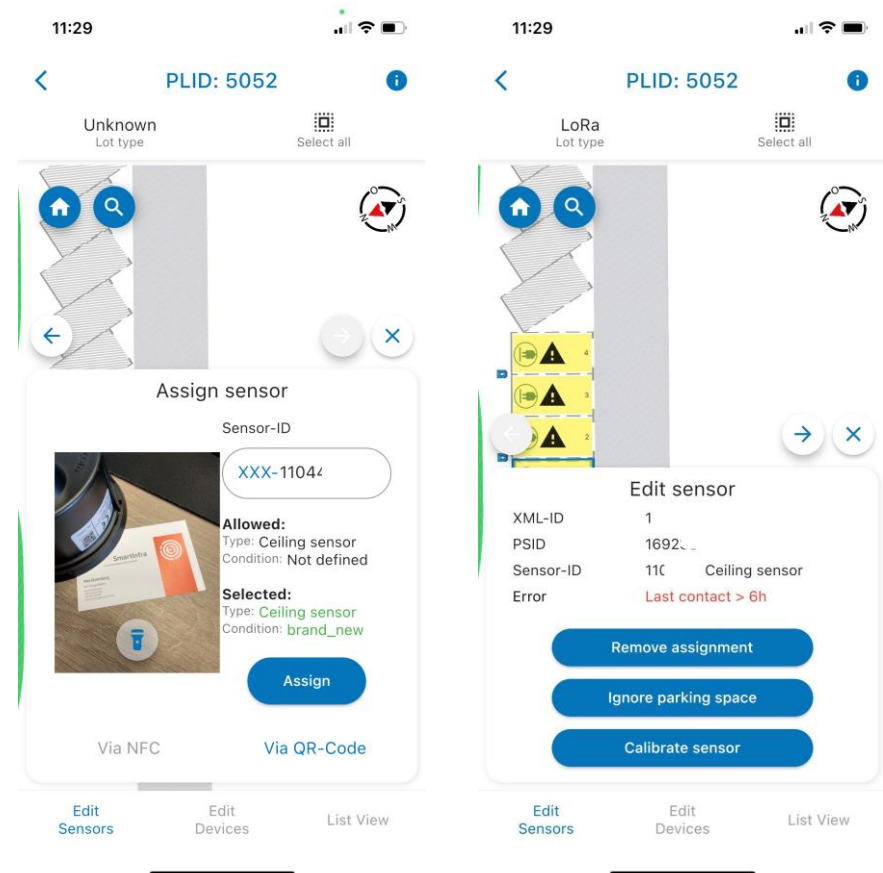 11:29
PLID: 5052
Unknown
Lot type
Select all
O
S
N
W
Assign sensor
Sensor-ID
XXX-11044
SmartInfra
Allowed:
Type: Ceiling sensor
Condition: Not defined
Selected:
Type: Ceiling sensor
Condition: brand_new
Assign
Via NFC
Via QR-Code
Edit Sensors
Edit Devices
List View
11:29
PLID: 5052
LoRa
Lot type
Select all
O
S
N
W
4
3
2
Edit sensor
XML-ID 1
PSID 1692
Sensor-ID 110 Ceiling sensor
Error Last contact > 6h
Remove assignment
Ignore parking space
Calibrate sensor
Edit Sensors
Edit Devices
List View